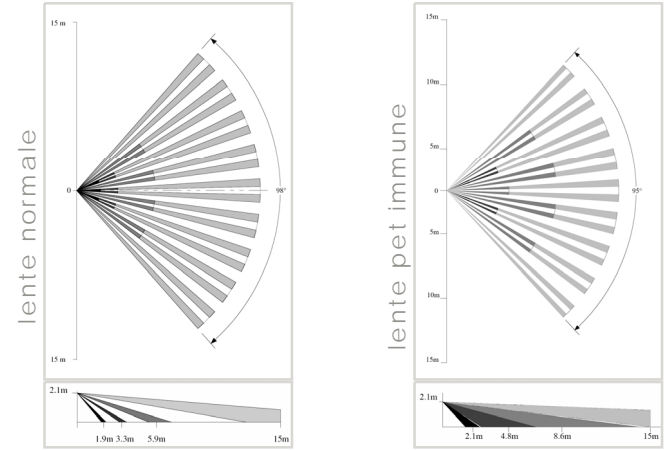 lente normale
15 m
0
98°
15 m
2.1m
1.9m 3.3m 5.9m 15m
lente pet immune
15m
10m
5m
0
95°
5m
10m
15m
2.1m
2.1m 4.8m 8.6m 15m